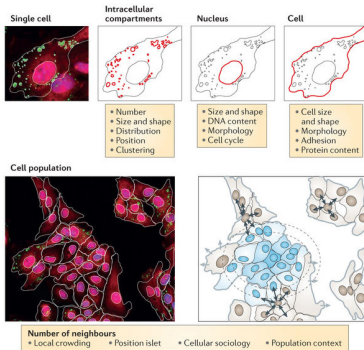 Single cell
Intracellular
compartments
Nucleus
Cell
• Number
• Size and shape
• Distribution
• Position
• Clustering
• Size and shape
• DNA content
• Morphology
• Cell cycle
• Cell size
and shape
• Morphology
• Adhesion
• Protein content
Cell population
Number of neighbours
• Local crowding • Position islet • Cellular sociology • Population context